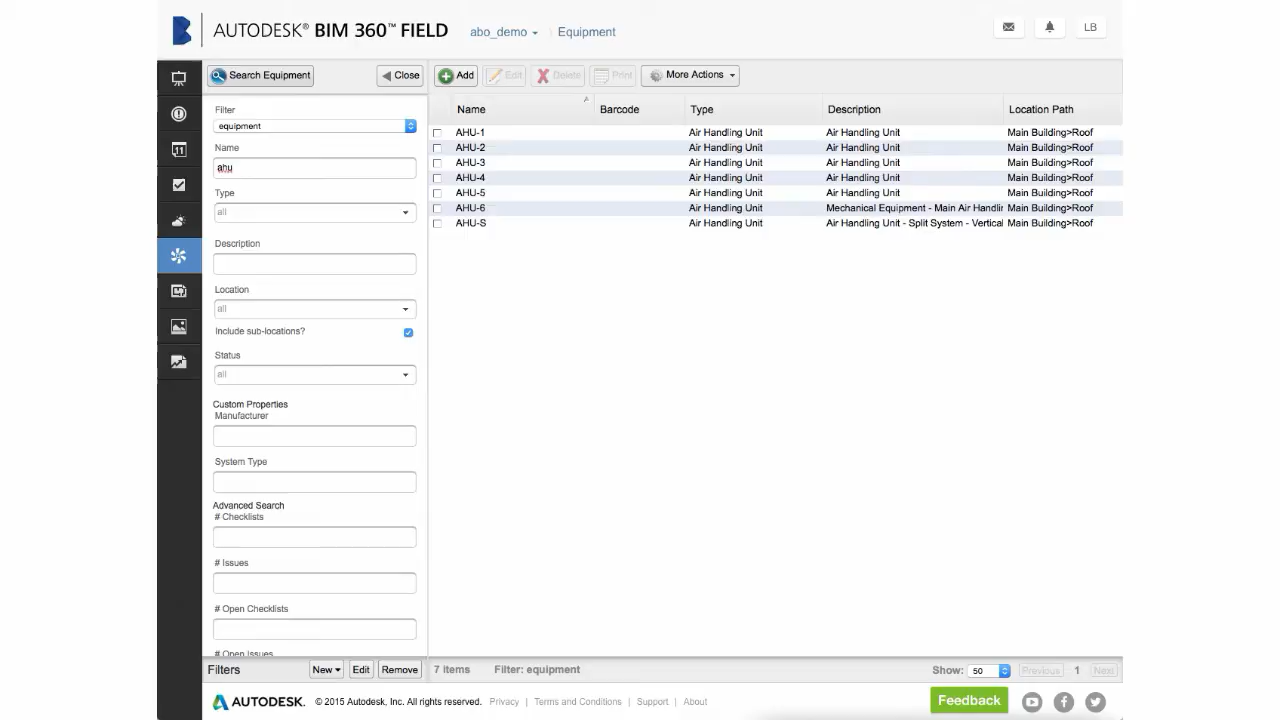 AUTODESK® BIM 360™ FIELD
abo_demo
Equipment
LB
Search Equipment
Close
Add
Edit
Delete
Print
More Actions
Filter
equipment
Name
ahu
Type
all
Description
Location
all
Include sub-locations?
Status
all
Custom Properties
Manufacturer
System Type
Advanced Search
# Checklists
# Issues
# Open Checklists
# Open Issues
Name Barcode Type Description Location Path
AHU-1 Air Handling Unit Air Handling Unit Main Building>Roof
AHU-2 Air Handling Unit Air Handling Unit Main Building>Roof
AHU-3 Air Handling Unit Air Handling Unit Main Building>Roof
AHU-4 Air Handling Unit Air Handling Unit Main Building>Roof
AHU-5 Air Handling Unit Air Handling Unit Main Building>Roof
AHU-6 Air Handling Unit Mechanical Equipment - Main Air Handlin Main Building>Roof
AHU-S Air Handling Unit Air Handling Unit - Split System - Vertical Main Building>Roof
Filters New Edit Remove
7 items Filter: equipment
Show: 50 Previous 1 Next
AUTODESK. © 2015 Autodesk, Inc. All rights reserved. Privacy | Terms and Conditions | Support | About
Feedback